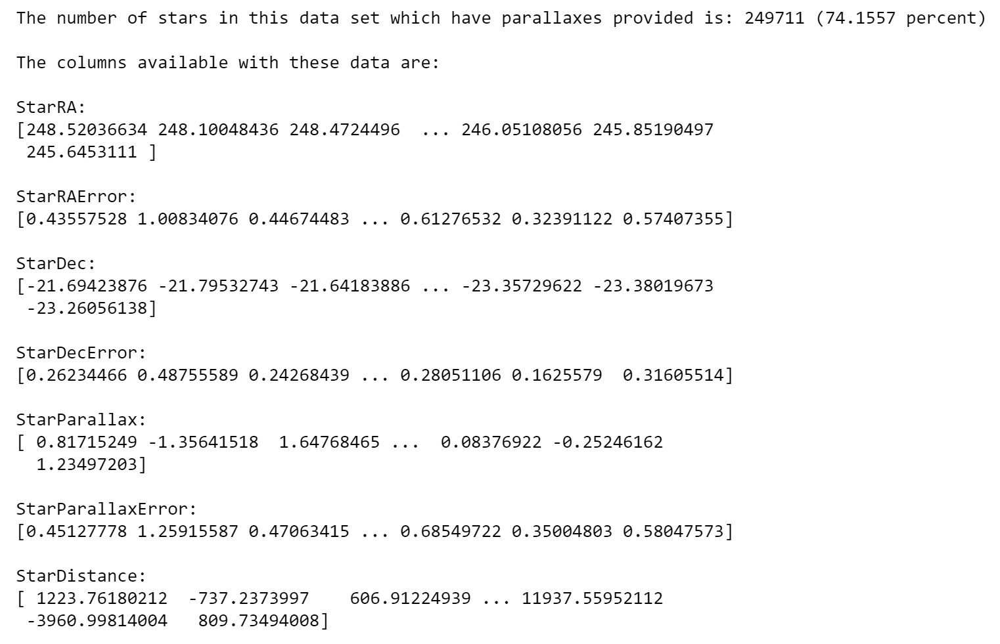 The number of stars in this data set which have parallaxes provided is: 249711 (74.1557 percent)
The columns available with these data are:
StarRA:
[248.52036634 248.10048436 248.4724496  ... 246.05108056 245.85190497
 245.6453111 ]
StarRAError:
[0.43557528 1.00834076 0.44674483 ... 0.61276532 0.32391122 0.57407355]
StarDec:
[-21.69423876 -21.79532743 -21.64183886 ... -23.35729622 -23.38019673
 -23.26056138]
StarDecError:
[0.26234466 0.48755589 0.24268439 ... 0.28051106 0.1625579  0.31605514]
StarParallax:
[ 0.81715249 -1.35641518  1.64768465 ...  0.08376922 -0.25246162
  1.23497203]
StarParallaxError:
[0.45127778 1.25915587 0.47063415 ... 0.68549722 0.35004803 0.58047573]
StarDistance:
[ 1223.76180212  -737.2373997    606.91224939 ... 11937.55952112
 -3960.99814004   809.73494008]